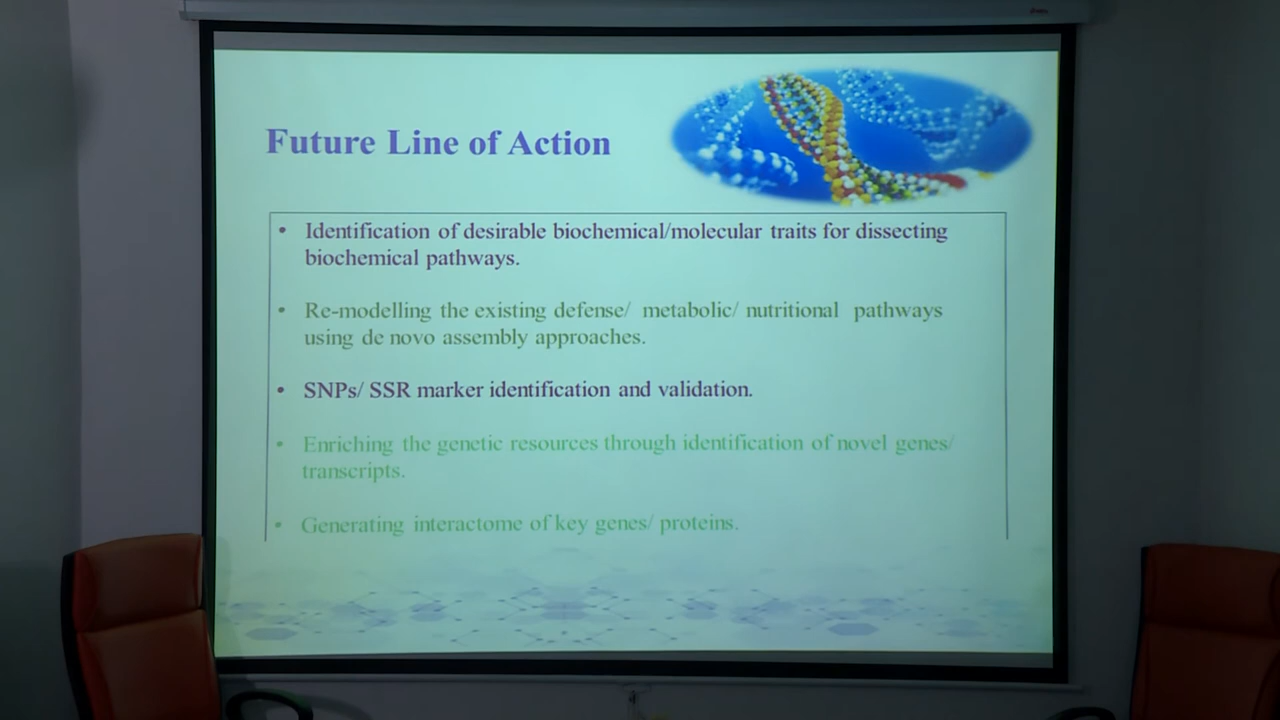 Future Line of Action
• Identification of desirable biochemical/molecular traits for dissecting
biochemical pathways.
• Re-modelling the existing defense/ metabolic/ nutritional pathways
using de novo assembly approaches.
• SNPs/ SSR marker identification and validation.
• Enriching the genetic resources through identification of novel genes/
transcripts.
• Generating interactome of key genes/ proteins.